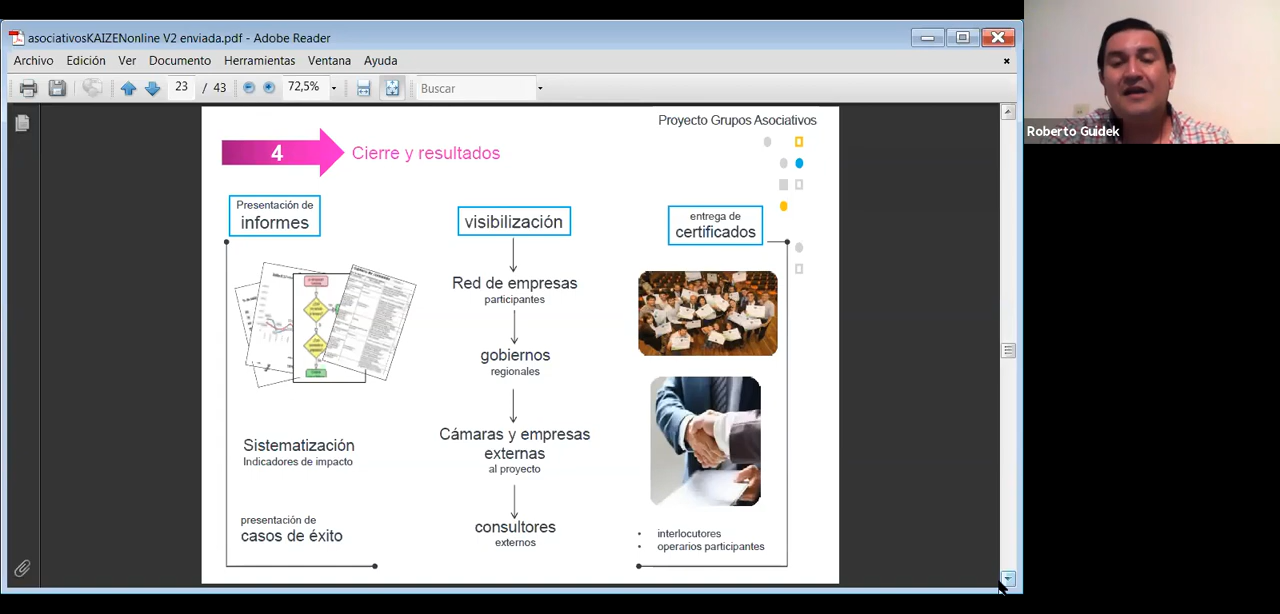 asociativosKAIZENonline V2 enviada.pdf - Adobe Reader
Archivo Edición Ver Documento Herramientas Ventana Ayuda
23 / 43 72,5% Buscar
Proyecto Grupos Asociativos
4 Cierre y resultados
Presentación de
informes
Sistematización
Indicadores de impacto
presentación de
casos de éxito
visibilización
Red de empresas
participantes
gobiernos
regionales
Cámaras y empresas
externas
al proyecto
consultores
externos
entrega de
certificados
• interlocutores
• operarios participantes
Roberto Guidek